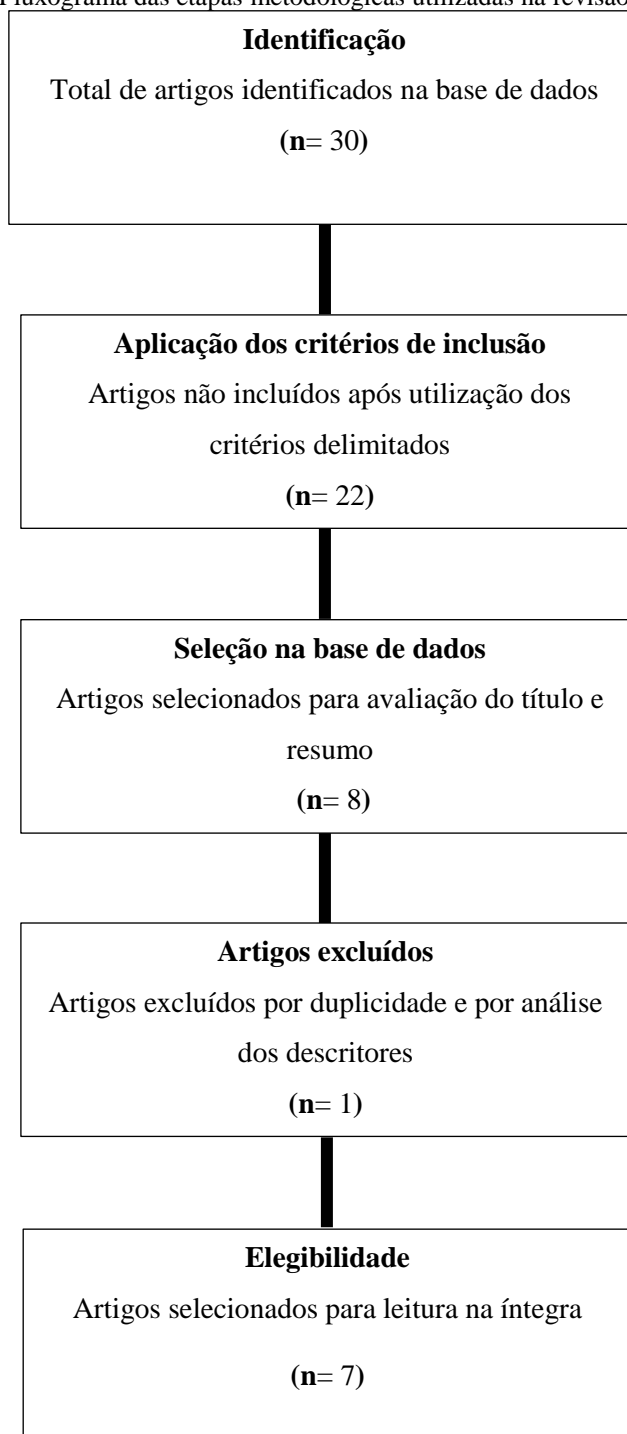 Fluxograma das etapas metodológicas utilizadas na revisão
Identificação
Total de artigos identificados na base de dados
(n= 30)
Aplicação dos critérios de inclusão
Artigos não incluídos após utilização dos
critérios delimitados
(n= 22)
Seleção na base de dados
Artigos selecionados para avaliação do título e
resumo
(n= 8)
Artigos excluídos
Artigos excluídos por duplicidade e por análise
dos descritores
(n= 1)
Elegibilidade
Artigos selecionados para leitura na íntegra
(n= 7)